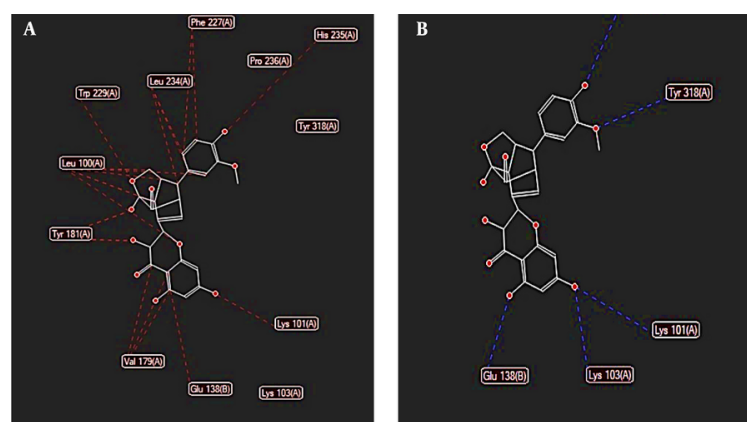 A
Phe 227(A)
His 235(A)
Pro 236(A)
Leu 234(A)
Trp 229(A)
Tyr 318(A)
Leu 100(A)
Tyr 181(A)
Lys 101(A)
Val 179(A)
Glu 138(B)
Lys 103(A)
B
Tyr 318(A)
Lys 101(A)
Glu 138(B)
Lys 103(A)